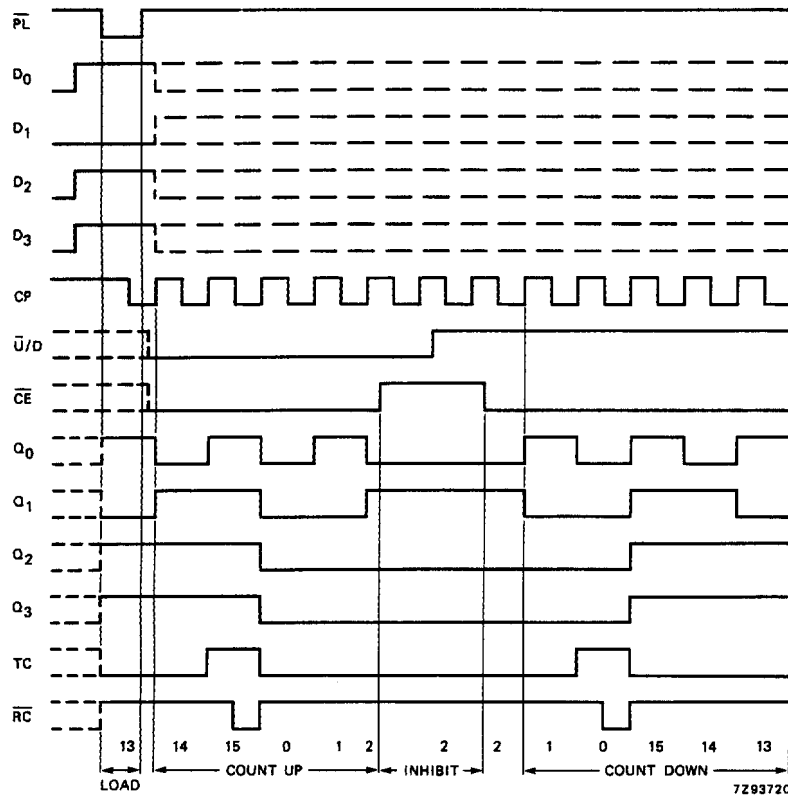 PL
D0
D1
D2
D3
CP
U/D
CE
Q0
Q1
Q2
Q3
TC
RC
13 14 15 0 1 2 2 2 1 0 15 14 13
LOAD COUNT UP INHIBIT COUNT DOWN
7Z93720